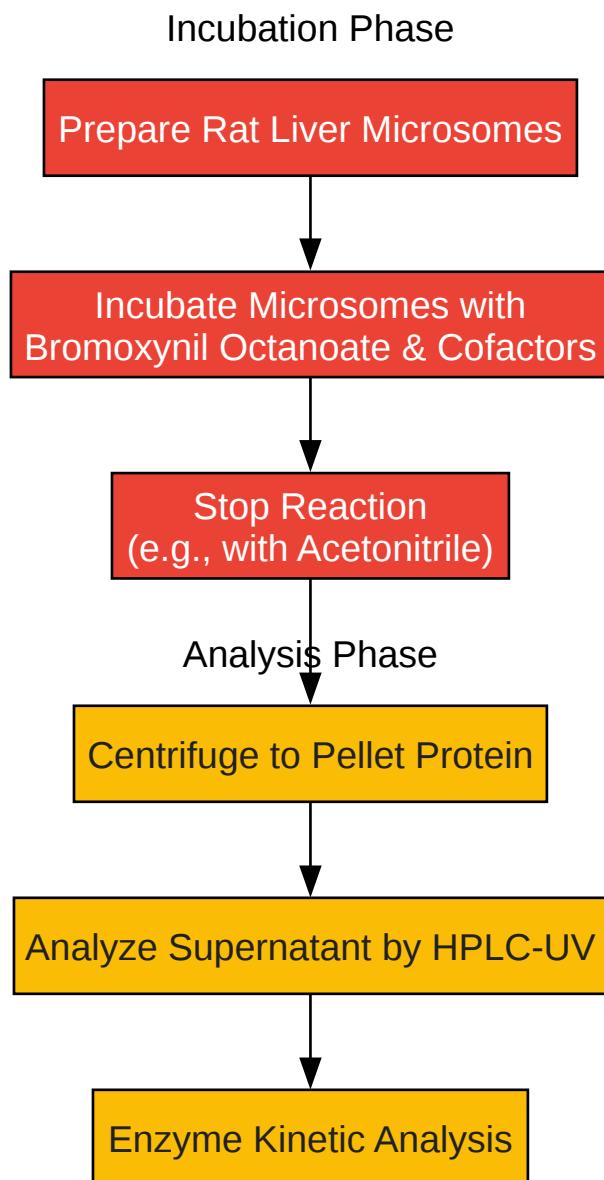 Incubation Phase
Prepare Rat Liver Microsomes
Incubate Microsomes with
Bromoxynil Octanoate & Cofactors
Stop Reaction
(e.g., with Acetonitrile)
Analysis Phase
Centrifuge to Pellet Protein
Analyze Supernatant by HPLC-UV
Enzyme Kinetic Analysis